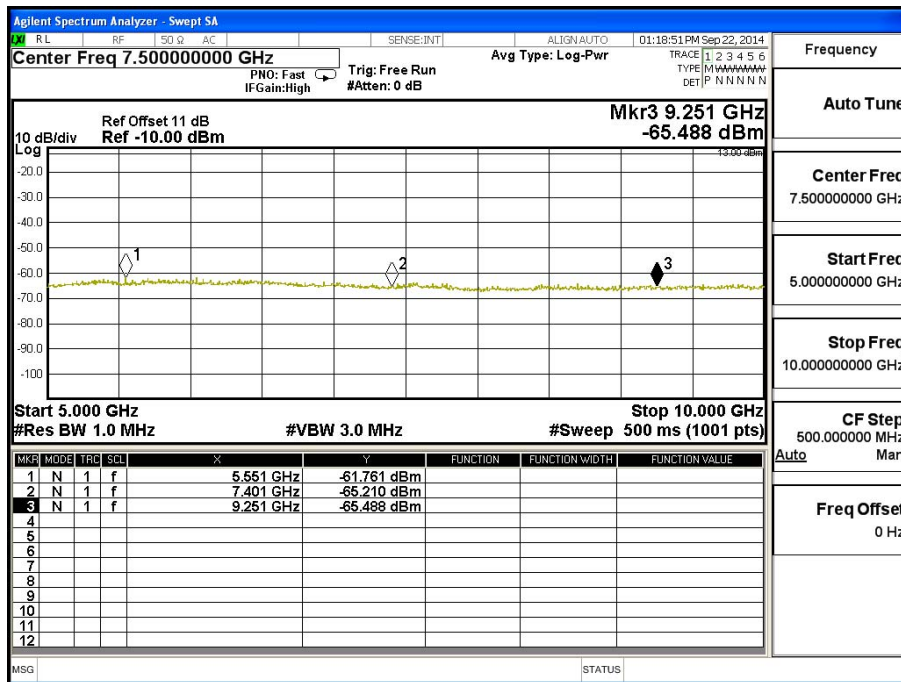 Agilent Spectrum Analyzer - Swept SA
LXI RL RF 50 Ω AC SENSE:INT ALIGN AUTO 01:18:51PM Sep 22, 2014
Center Freq 7.500000000 GHz Avg Type: Log-Pwr TRACE 1 2 3 4 5 6
PNO: Fast Trig: Free Run TYPE MWWWWW
IFGain:High #Atten: 0 dB DET P N N N N N
Mkr3 9.251 GHz
Ref Offset 11 dB
10 dB/div Ref -10.00 dBm -65.488 dBm
Log
13.00 dBm
-20.0
-30.0
-40.0
-50.0
-60.0
-70.0
-80.0
-90.0
-100
1
2
3
Start 5.000 GHz Stop 10.000 GHz
#Res BW 1.0 MHz #VBW 3.0 MHz #Sweep 500 ms (1001 pts)
MKR MODE TRC SCL X Y FUNCTION FUNCTION WIDTH FUNCTION VALUE
1 N 1 f 5.551 GHz -61.761 dBm
2 N 1 f 7.401 GHz -65.210 dBm
3 N 1 f 9.251 GHz -65.488 dBm
4
5
6
7
8
9
10
11
12
MSG STATUS
Frequency
Auto Tune
Center Freq
7.500000000 GHz
Start Freq
5.000000000 GHz
Stop Freq
10.000000000 GHz
CF Step
500.000000 MHz
Auto Man
Freq Offset
0 Hz